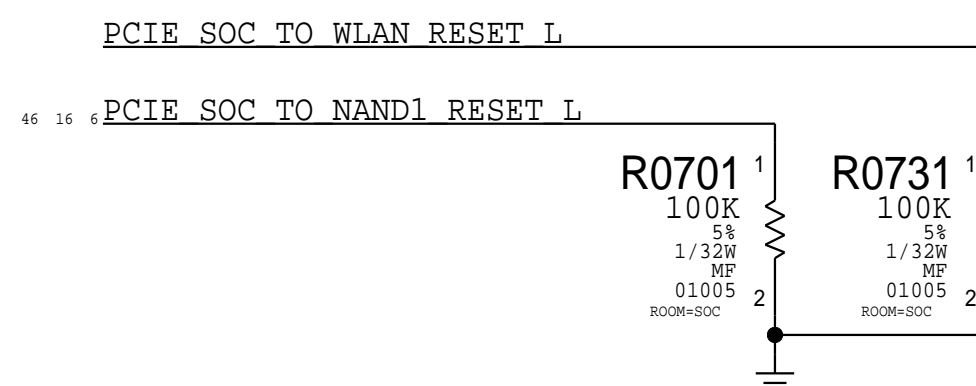 PCIE_SOC_TO_WLAN_RESET_L
46 16 6 PCIE_SOC_TO_NAND1_RESET_L
R0701 1
100K
5%
1/32W
MF
01005 2
ROOM=SOC
R0731 1
100K
5%
1/32W
MF
01005 2
ROOM=SOC